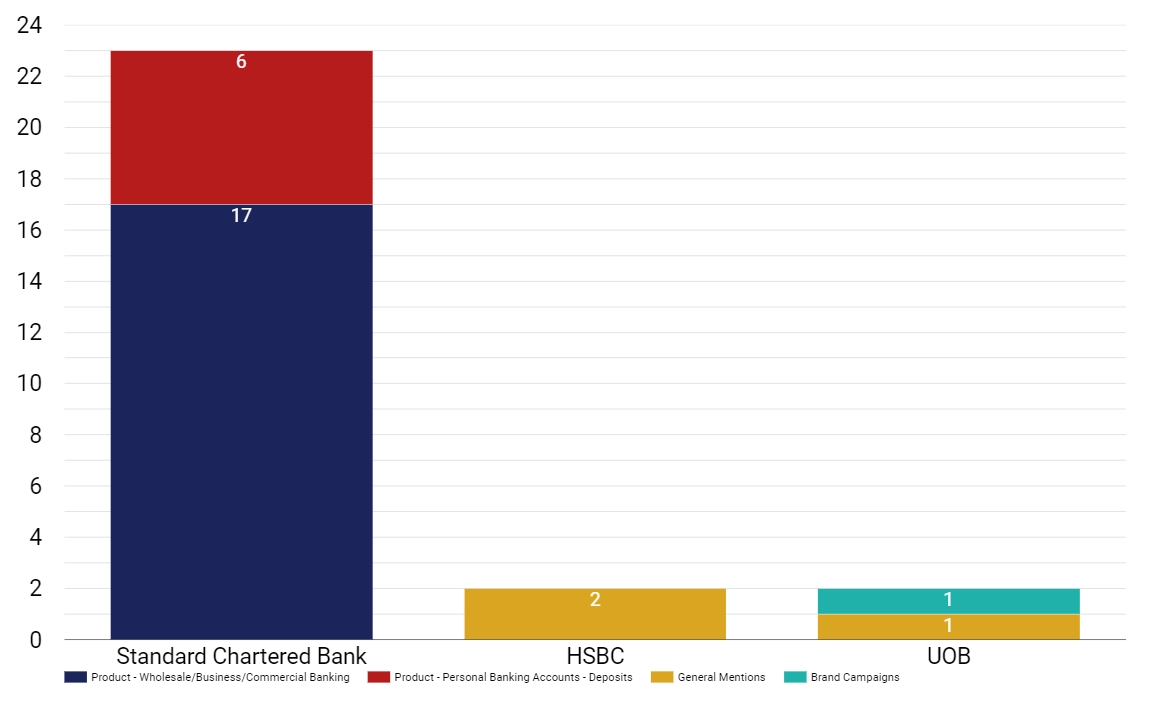 24
22
20
18
16
14
12
10
8
6
4
2
0
6
17
2
1
1
Standard Chartered Bank
HSBC
UOB
Product - Wholesale/Business/Commercial Banking
Product - Personal Banking Accounts - Deposits
General Mentions
Brand Campaigns